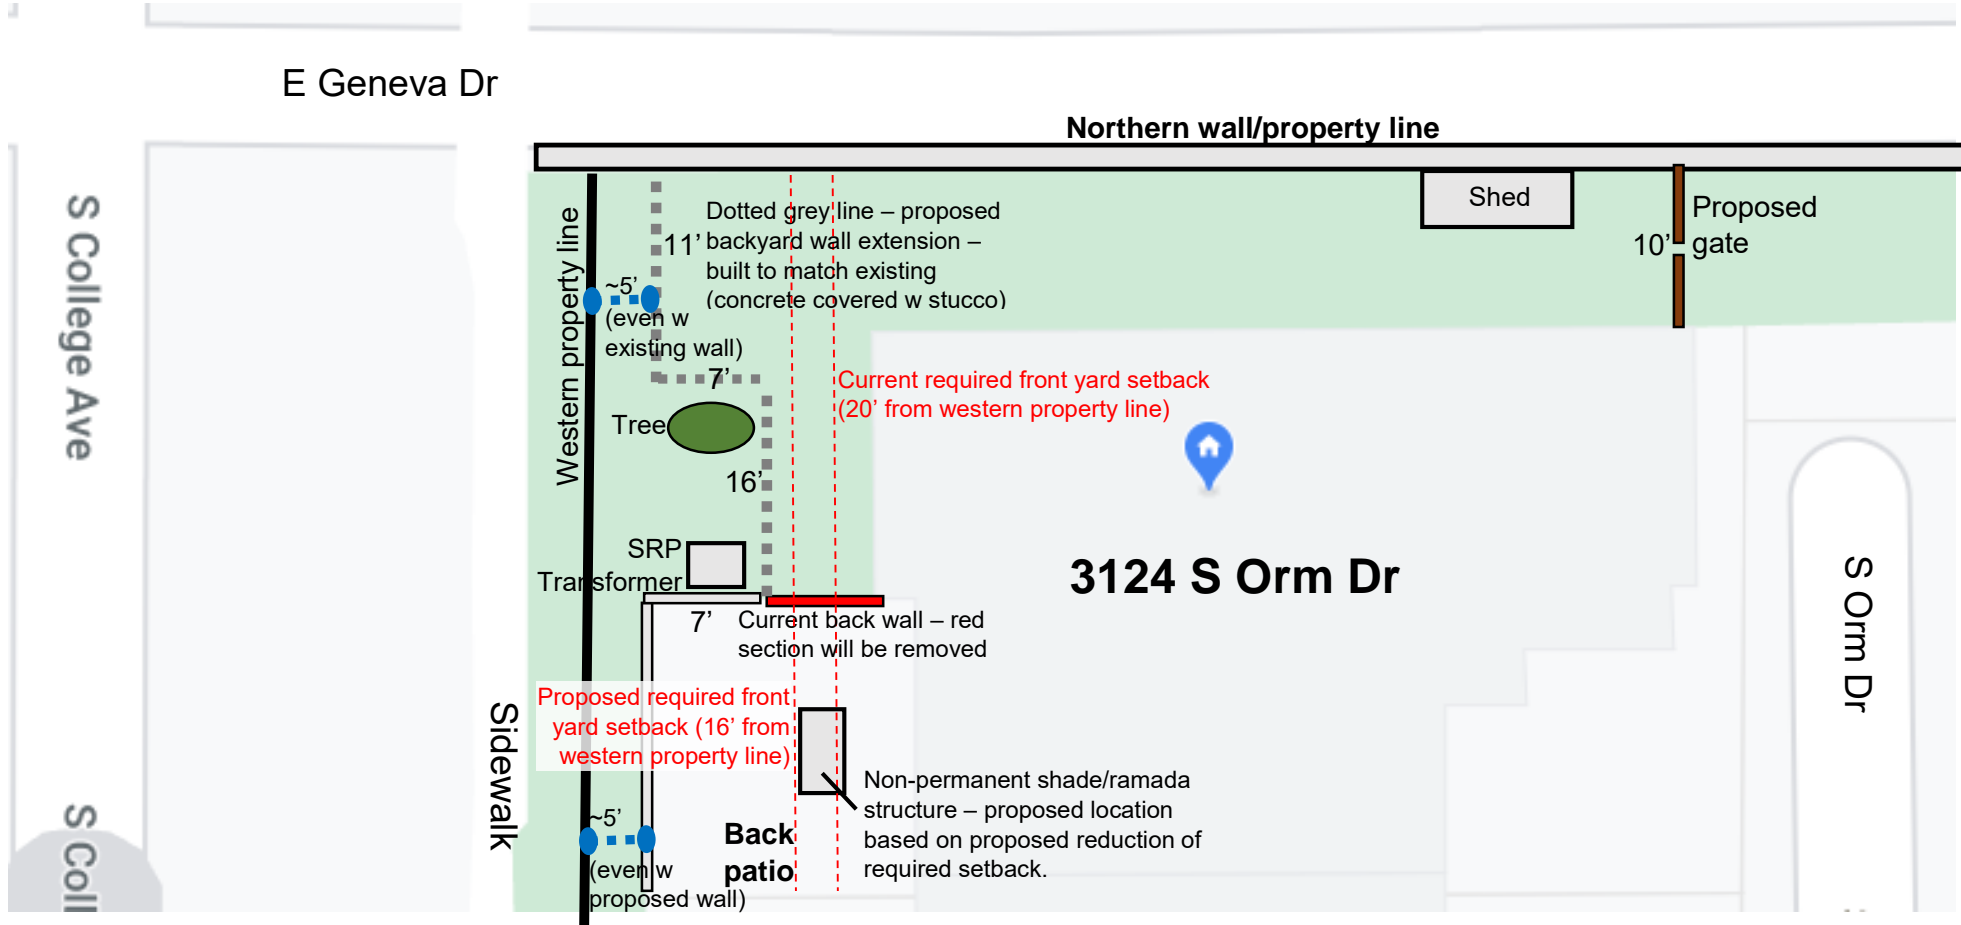 E Geneva Dr
Northern wall/property line
S College Ave
Western property line
Dotted grey line – proposed
backyard wall extension –
built to match existing
(concrete covered w stucco)
11’
~5’
(even w
existing wall)
7’
Shed
Proposed
gate
10’
Current required front yard setback
(20’ from western property line)
Tree
16’
SRP
Transformer
3124 S Orm Dr
S Orm Dr
7’
Current back wall – red
section will be removed
Sidewalk
Proposed required front
yard setback (16’ from
western property line)
Non-permanent shade/ramada
structure – proposed location
based on proposed reduction of
required setback.
~5’
(even w
proposed wall)
Back
patio
S Coll